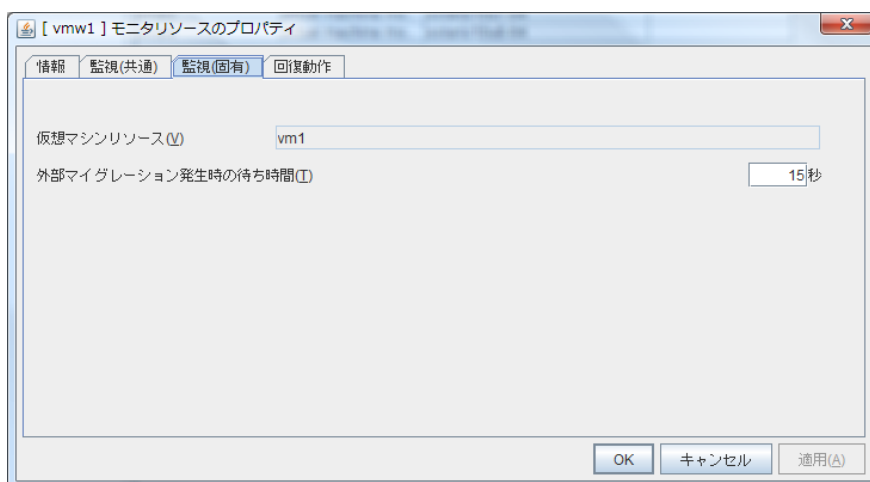 [ vmw1 ] モニタリソースのプロパティ
情報 監視(共通) 監視(固有) 回復動作
仮想マシンリソース(V) vm1
外部マイグレーション発生時の待ち時間(T) 15 秒
OK キャンセル 適用(A)